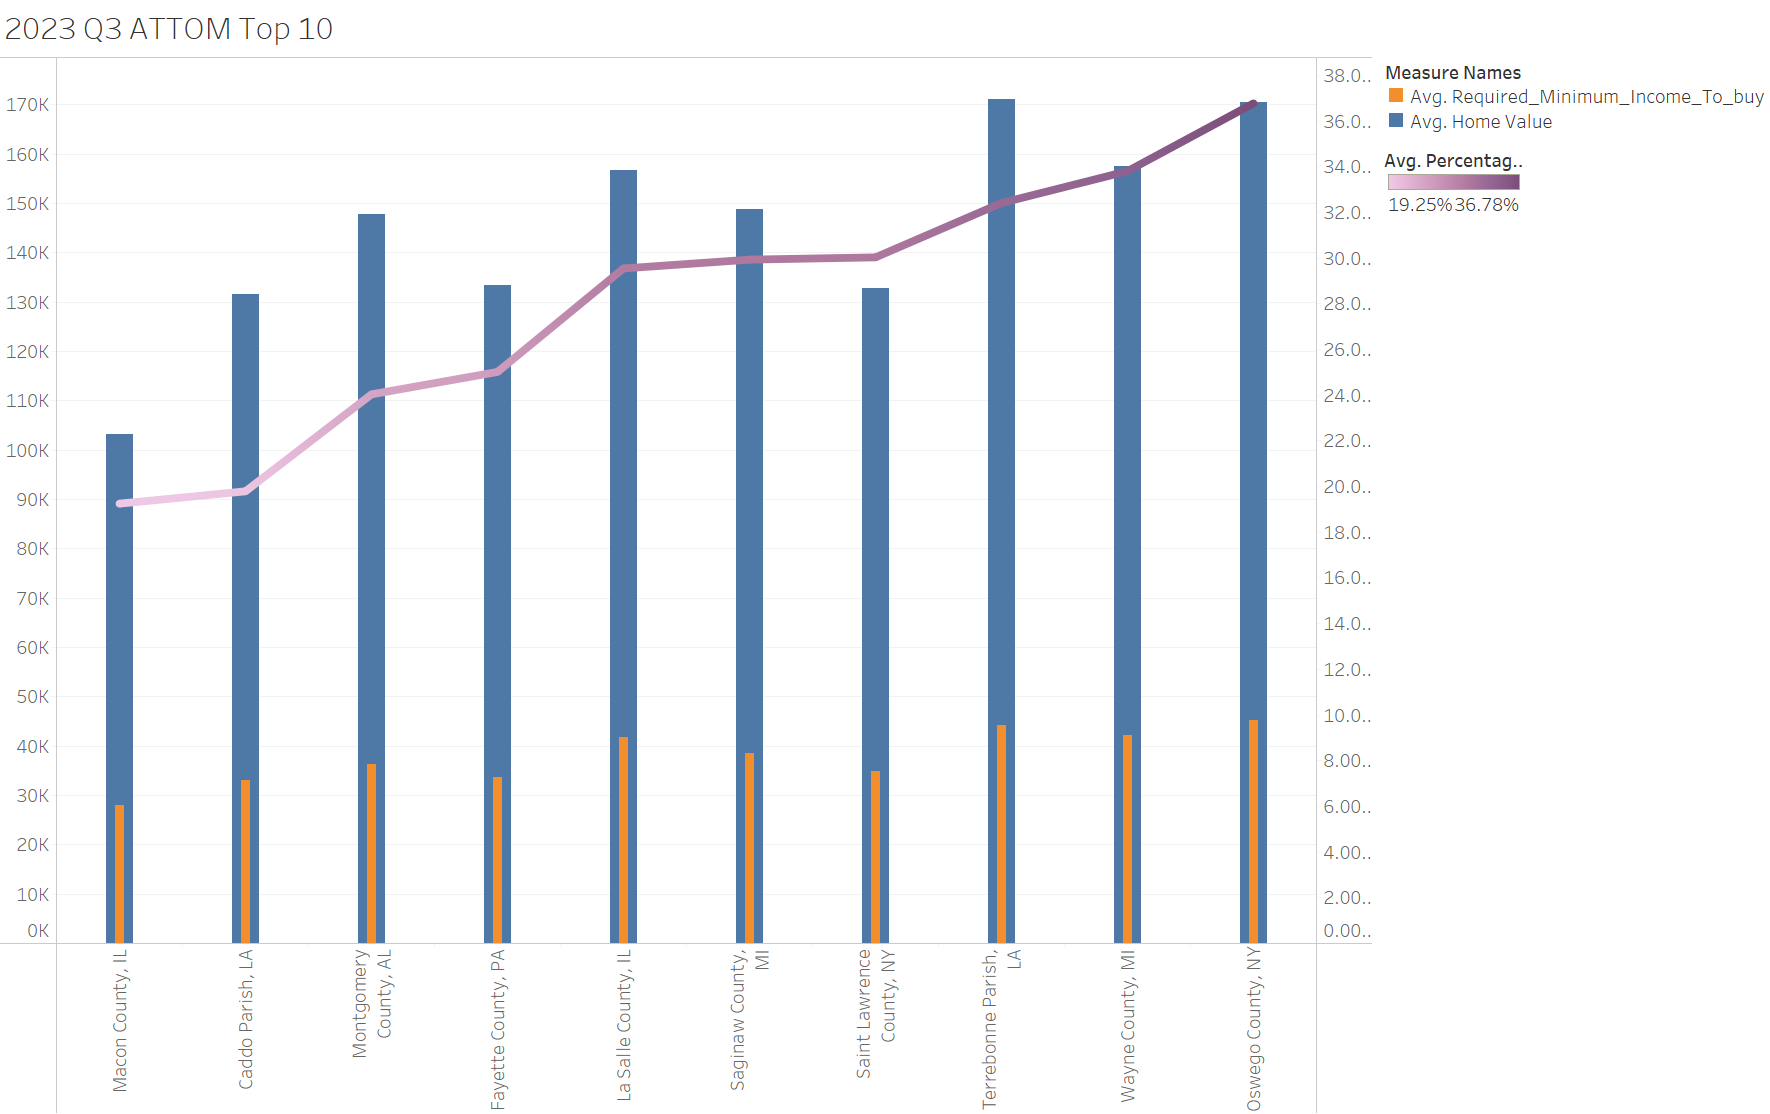 2023 Q3 ATTOM Top 10
170K
160K
150K
140K
130K
120K
110K
100K
90K
80K
70K
60K
50K
40K
30K
20K
10K
0K
38.0..
36.0..
34.0..
32.0..
30.0..
28.0..
26.0..
24.0..
22.0..
20.0..
18.0..
16.0..
14.0..
12.0..
10.0..
8.00..
6.00..
4.00..
2.00..
0.00..
Measure Names
Avg. Required_Minimum_Income_To_buy
Avg. Home Value
Avg. Percentag..
19.25% 36.78%
Macon County, IL
Caddo Parish, LA
Montgomery
County, AL
Fayette County, PA
La Salle County, IL
Saginaw County,
MI
Saint Lawrence
County, NY
Terrebonne Parish,
LA
Wayne County, MI
Oswego County, NY